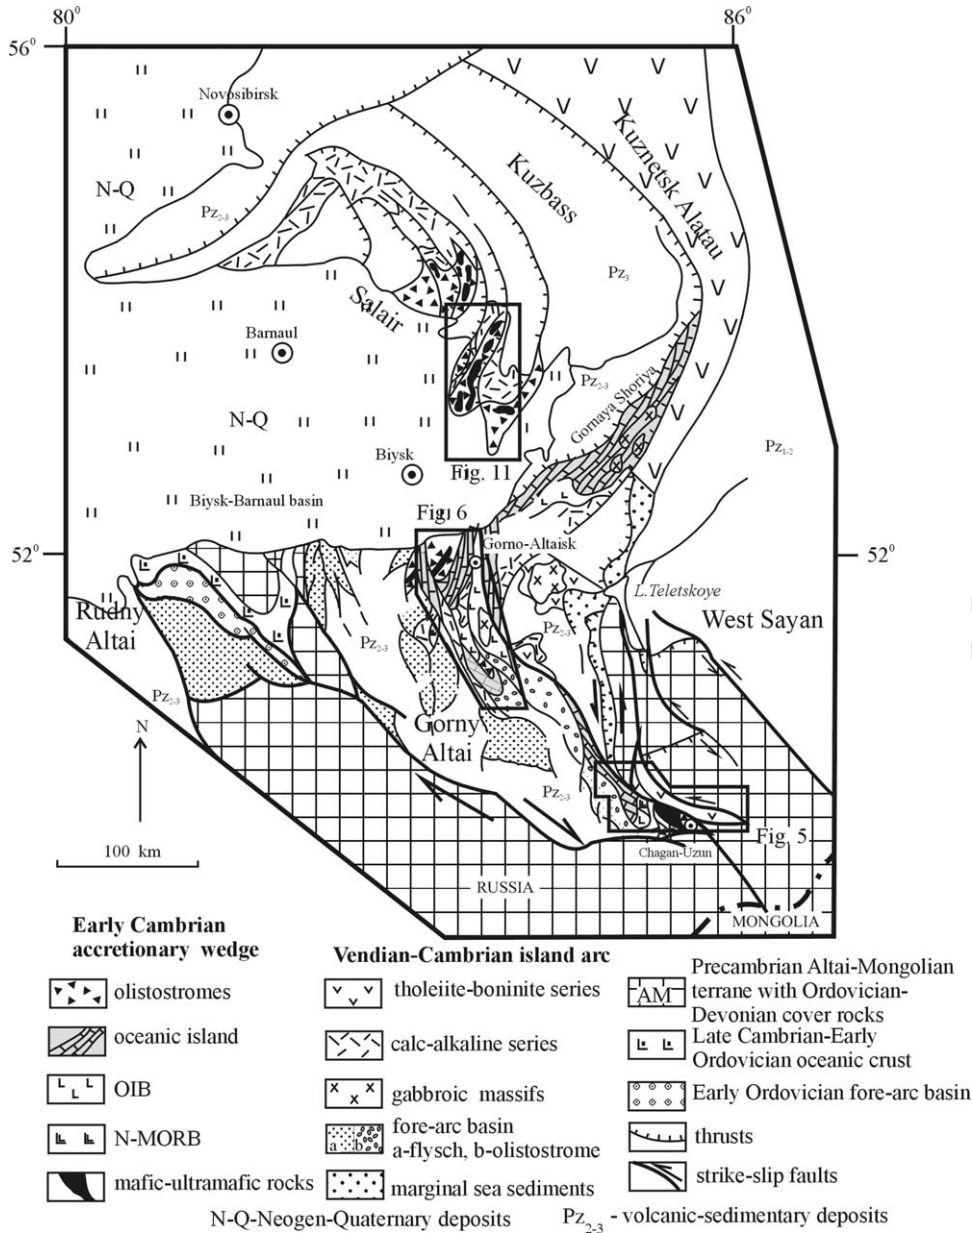 80⁰
86⁰
56⁰
Novosibirsk
N-Q
Pz₂₋₃
Kuzbass
Kuznetsk Alatau
Pz₃
Salair
Barnaul
Pz₂₋₃
Gornaya Shoriya
N-Q
Pz₁₋₂
Biysk
Fig. 11
Biysk-Barnaul basin
Fig. 6
52⁰
Gorno-Altaisk
52⁰
L.Teletskoye
Rudny
Altai
West Sayan
Pz₂₋₃
Pz₂₋₃
Pz₂₋₃
N
Gorny
Altai
Pz₂₋₃
100 km
Fig. 5
Chagan-Uzun
RUSSIA
MONGOLIA
Early Cambrian
accretionary wedge
olistostromes
oceanic island
OIB
N-MORB
mafic-ultramafic rocks
Vendian-Cambrian island arc
tholeiite-boninite series
calc-alkaline series
gabbroic massifs
a b
fore-arc basin
a-flysch, b-olistostrome
marginal sea sediments
AM
Precambrian Altai-Mongolian
terrane with Ordovician-
Devonian cover rocks
Late Cambrian-Early
Ordovician oceanic crust
Early Ordovician fore-arc basin
thrusts
strike-slip faults
N-Q-Neogen-Quaternary deposits
Pz₂₋₃ - volcanic-sedimentary deposits